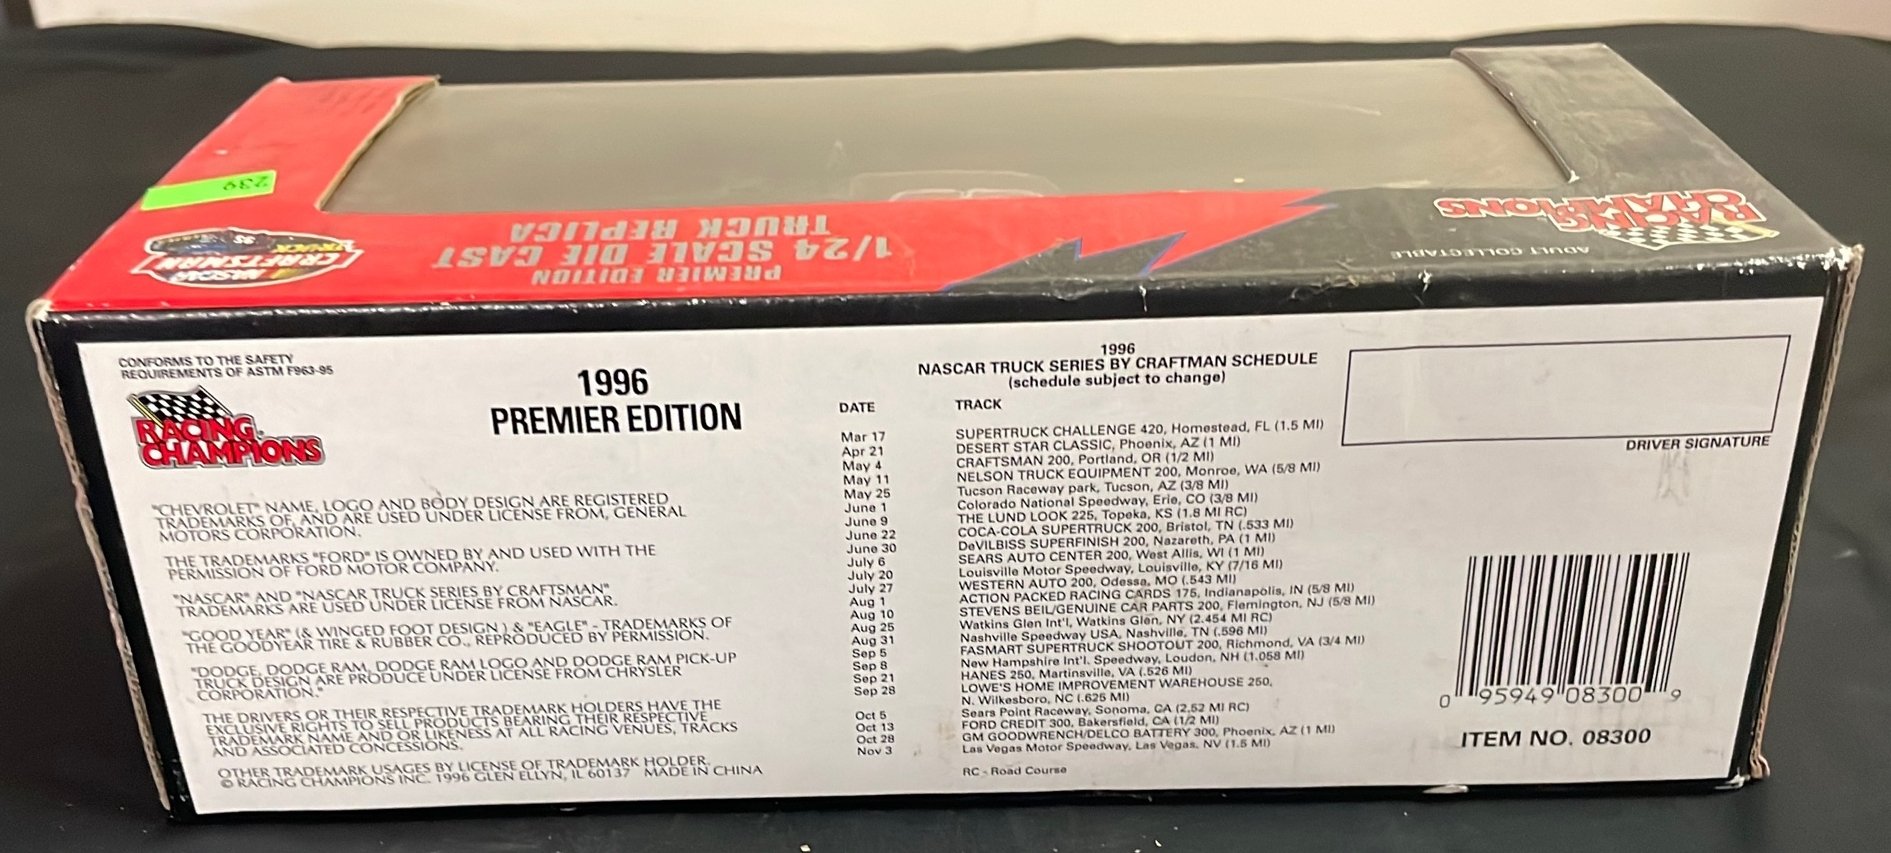 239
NASCAR
CRAFTSMAN
TRUCK
PREMIER EDITION
1/24 SCALE DIE CAST
TRUCK REPLICA
RACING
CHAMPIONS
ADULT COLLECTABLE
CONFORMS TO THE SAFETY
REQUIREMENTS OF ASTM F963-95
RACING
CHAMPIONS
1996
PREMIER EDITION
"CHEVROLET" NAME, LOGO AND BODY DESIGN ARE REGISTERED
TRADEMARKS OF, AND ARE USED UNDER LICENSE FROM, GENERAL
MOTORS CORPORATION.
THE TRADEMARKS "FORD" IS OWNED BY AND USED WITH THE
PERMISSION OF FORD MOTOR COMPANY.
"NASCAR" AND "NASCAR TRUCK SERIES BY CRAFTSMAN"
TRADEMARKS ARE USED UNDER LICENSE FROM NASCAR.
"GOOD YEAR" (& WINGED FOOT DESIGN ) & "EAGLE" - TRADEMARKS OF
THE GOODYEAR TIRE & RUBBER CO., REPRODUCED BY PERMISSION.
"DODGE, DODGE RAM, DODGE RAM LOGO AND DODGE RAM PICK-UP
TRUCK DESIGN ARE PRODUCE UNDER LICENSE FROM CHRYSLER
CORPORATION."
THE DRIVERS OR THEIR RESPECTIVE TRADEMARK HOLDERS HAVE THE
EXCLUSIVE RIGHTS TO SELL PRODUCTS BEARING THEIR RESPECTIVE
TRADEMARK NAME AND OR LIKENESS AT ALL RACING VENUES, TRACKS
AND ASSOCIATED CONCESSIONS.
OTHER TRADEMARK USAGES BY LICENSE OF TRADEMARK HOLDER.
© RACING CHAMPIONS INC. 1996 GLEN ELLYN, IL 60137 MADE IN CHINA
1996
NASCAR TRUCK SERIES BY CRAFTMAN SCHEDULE
(schedule subject to change)
DATE TRACK
Mar 17 SUPERTRUCK CHALLENGE 420, Homestead, FL (1.5 MI)
Apr 21 DESERT STAR CLASSIC, Phoenix, AZ (1 MI)
May 4 CRAFTSMAN 200, Portland, OR (1/2 MI)
May 11 NELSON TRUCK EQUIPMENT 200, Monroe, WA (5/8 MI)
May 25 Tucson Raceway park, Tucson, AZ (3/8 MI)
June 1 Colorado National Speedway, Erie, CO (3/8 MI)
June 9 THE LUND LOOK 225, Topeka, KS (1.8 MI RC)
June 22 COCA-COLA SUPERTRUCK 200, Bristol, TN (.533 MI)
June 30 DeVILBISS SUPERFINISH 200, Nazareth, PA (1 MI)
July 6 SEARS AUTO CENTER 200, West Allis, WI (1 MI)
July 20 Louisville Motor Speedway, Louisville, KY (7/16 MI)
July 27 WESTERN AUTO 200, Odessa, MO (.543 MI)
Aug 1 ACTION PACKED RACING CARDS 175, Indianapolis, IN (5/8 MI)
Aug 10 STEVENS BEIL/GENUINE CAR PARTS 200, Flemington, NJ (5/8 MI)
Aug 25 Watkins Glen Int'l, Watkins Glen, NY (2.454 MI RC)
Aug 31 Nashville Speedway USA, Nashville, TN (.596 MI)
Sep 5 FASMART SUPERTRUCK SHOOTOUT 200, Richmond, VA (3/4 MI)
Sep 8 New Hampshire Int'l. Speedway, Loudon, NH (1.058 MI)
Sep 21 HANES 250, Martinsville, VA (.526 MI)
Sep 28 LOWE'S HOME IMPROVEMENT WAREHOUSE 250,
N. Wilkesboro, NC (.625 MI)
Oct 5 Sears Point Raceway, Sonoma, CA (2.52 MI RC)
Oct 13 FORD CREDIT 300, Bakersfield, CA (1/2 MI)
Oct 28 GM GOODWRENCH/DELCO BATTERY 300, Phoenix, AZ (1 MI)
Nov 3 Las Vegas Motor Speedway, Las Vegas, NV (1.5 MI)
RC - Road Course
DRIVER SIGNATURE
0 95949 08300 9
ITEM NO. 08300